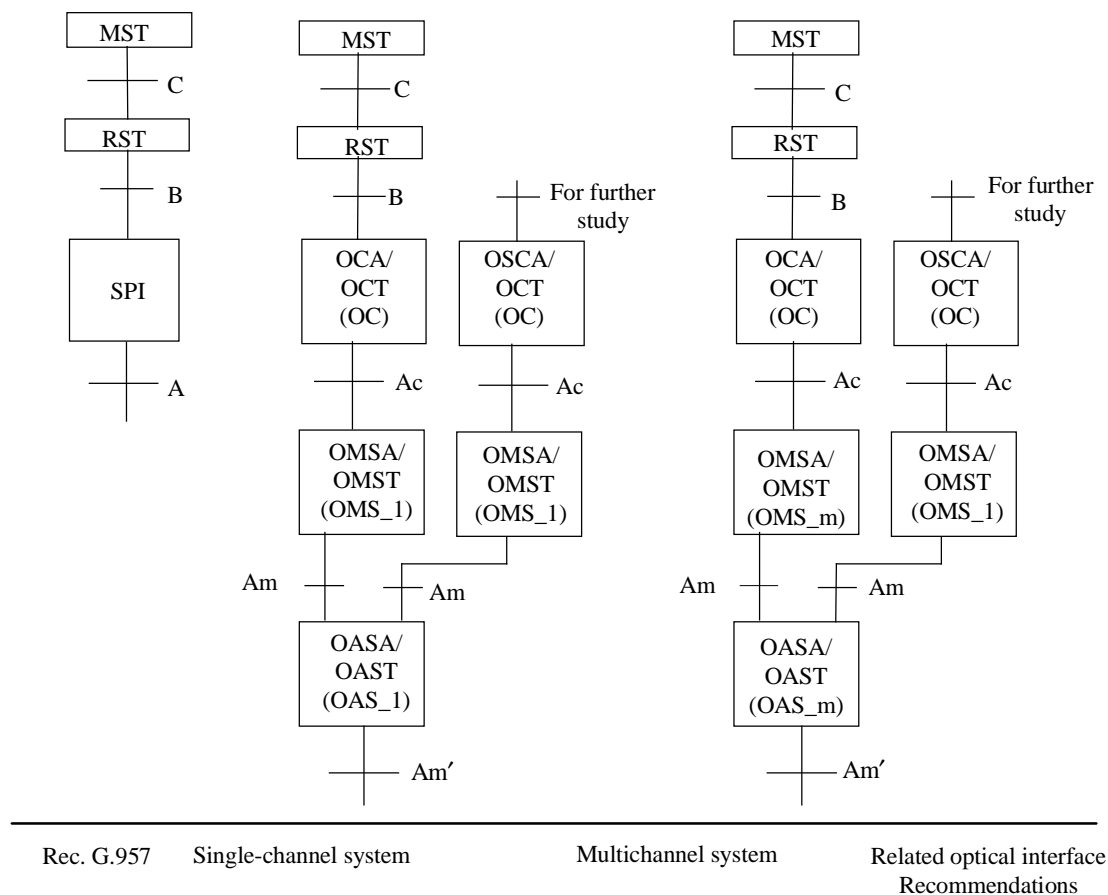 MST
MST
MST
C
C
C
RST
RST
RST
B
B
For further
study
B
For further
study
SPI
OCA/
OCT
(OC)
OSCA/
OCT
(OC)
OCA/
OCT
(OC)
OSCA/
OCT
(OC)
A
Ac
Ac
Ac
Ac
OMSA/
OMST
(OMS_1)
OMSA/
OMST
(OMS_1)
OMSA/
OMST
(OMS_m)
OMSA/
OMST
(OMS_1)
Am
Am
Am
Am
OASA/
OAST
(OAS_1)
OASA/
OAST
(OAS_m)
Am′
Am′
Rec. G.957
Single-channel system
Multichannel system
Related optical interface
Recommendations